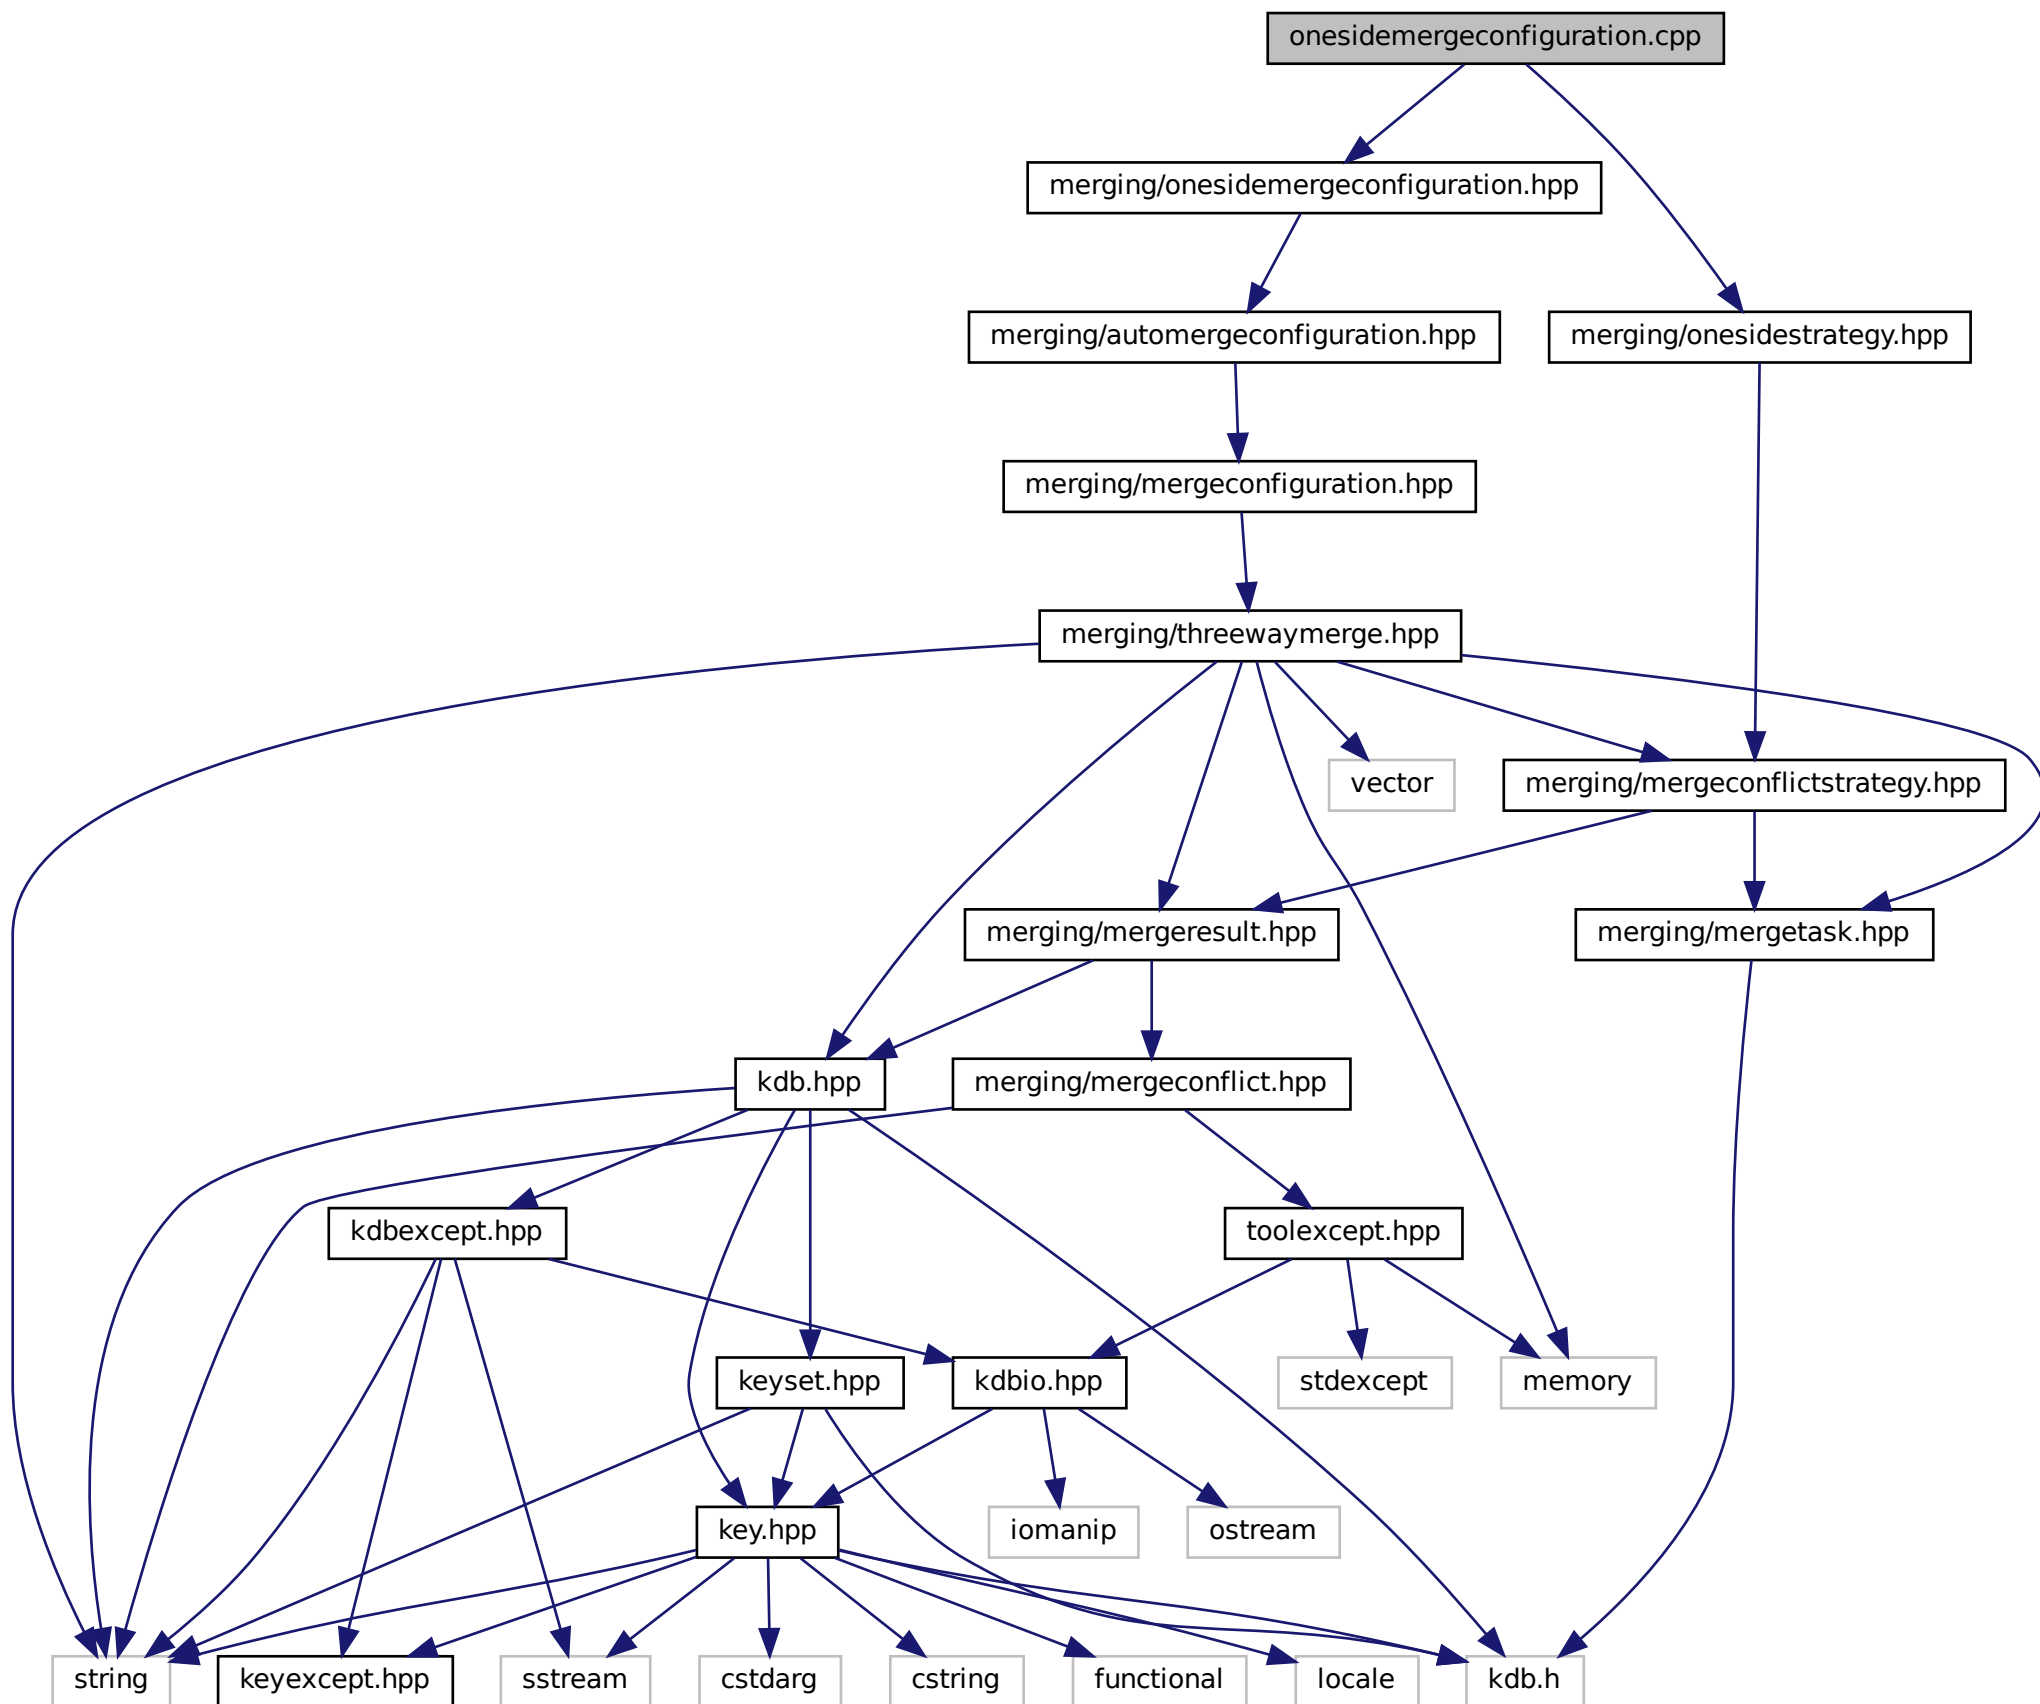 onesidemergeconfiguration.cpp
merging/onesidemergeconfiguration.hpp
merging/automergeconfiguration.hpp
merging/onesidestrategy.hpp
merging/mergeconfiguration.hpp
merging/threewaymerge.hpp
vector
merging/mergeconflictstrategy.hpp
merging/mergeresult.hpp
merging/mergetask.hpp
kdb.hpp
merging/mergeconflict.hpp
kdbexcept.hpp
toolexcept.hpp
keyset.hpp
kdbio.hpp
stdexcept
memory
key.hpp
iomanip
ostream
string
keyexcept.hpp
sstream
cstdarg
cstring
functional
locale
kdb.h